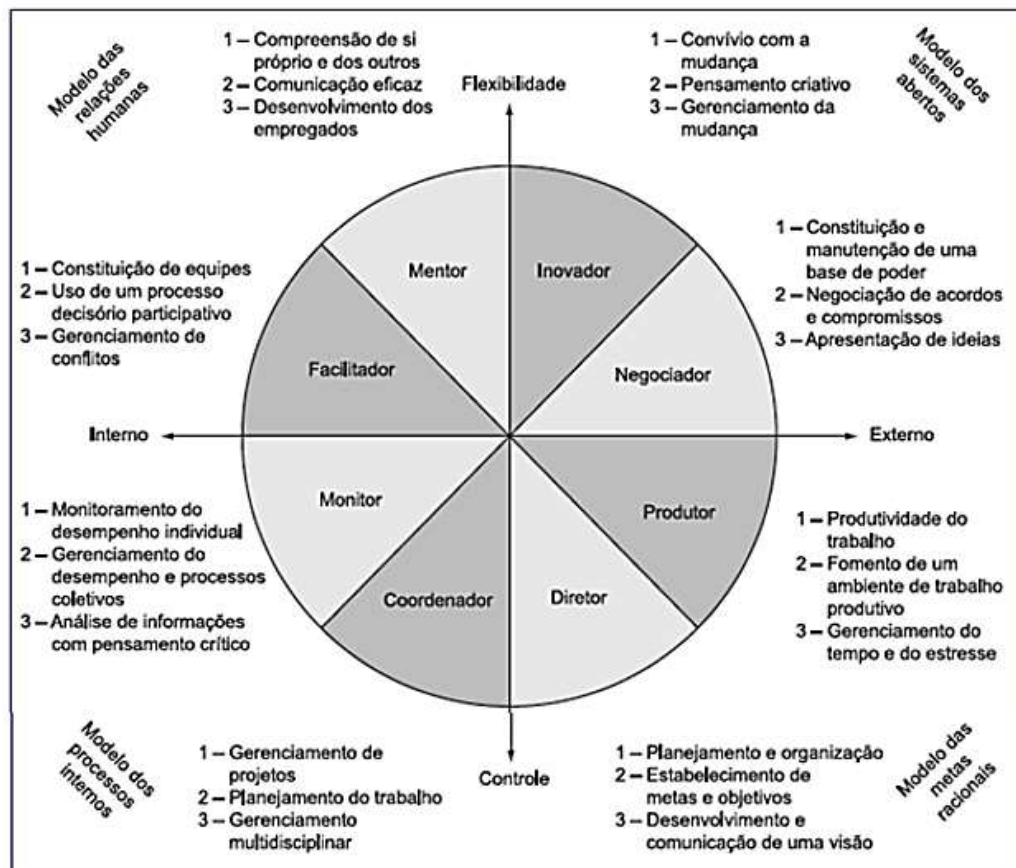 Modelo das
relações
humanas
1 – Compreensão de si
próprio e dos outros
2 – Comunicação eficaz
3 – Desenvolvimento dos
empregados
Flexibilidade
1 – Convívio com a
mudança
2 – Pensamento criativo
3 – Gerenciamento da
mudança
Modelo dos
sistemas
abertos
1 – Constituição de equipes
2 – Uso de um processo
decisório participativo
3 – Gerenciamento de
conflitos
Mentor
Inovador
1 – Constituição e
manutenção de uma
base de poder
2 – Negociação de acordos
e compromissos
3 – Apresentação de ideias
Facilitador
Negociador
Interno
Externo
1 – Monitoramento do
desempenho individual
2 – Gerenciamento do
desempenho e processos
coletivos
3 – Análise de informações
com pensamento crítico
Monitor
Produtor
1 – Produtividade do
trabalho
2 – Fomento de um
ambiente de trabalho
produtivo
3 – Gerenciamento do
tempo e do estresse
Coordenador
Diretor
Modelo dos
processos
internos
1 – Gerenciamento de
projetos
2 – Planejamento do trabalho
3 – Gerenciamento
multidisciplinar
Controle
1 – Planejamento e organização
2 – Estabelecimento de
metas e objetivos
3 – Desenvolvimento e
comunicação de uma visão
Modelo das
metas
racionais